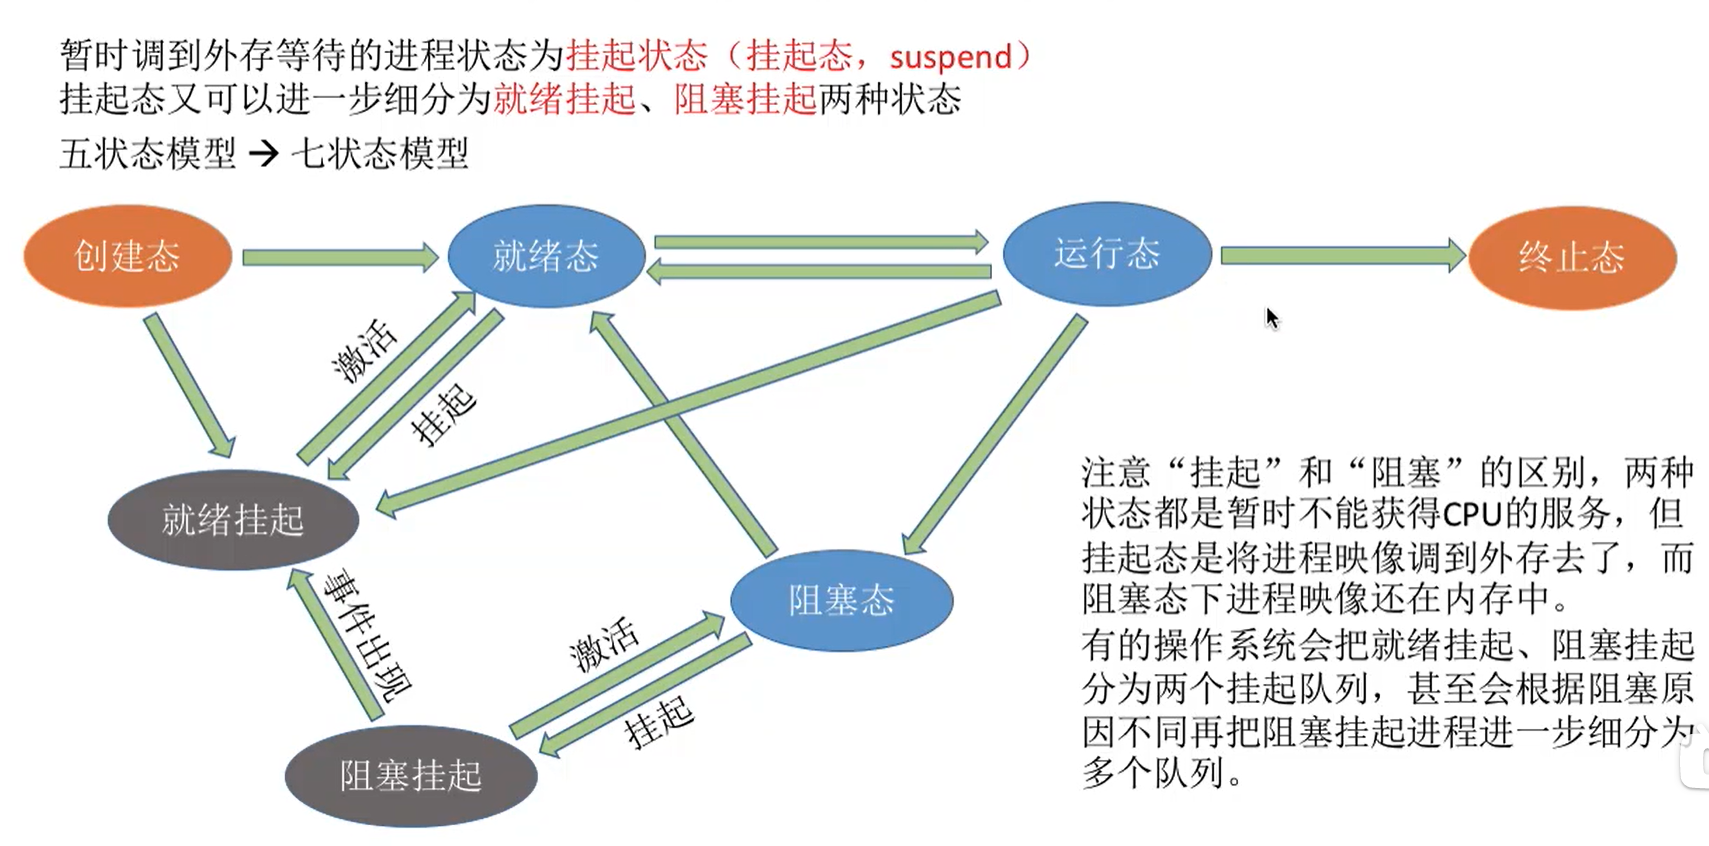 暂时调到外存等待的进程状态为挂起状态（挂起态，suspend）
挂起态又可以进一步细分为就绪挂起、阻塞挂起两种状态
五状态模型 → 七状态模型
创建态
就绪态
运行态
终止态
激活
挂起
就绪挂起
事件出现
阻塞态
激活
挂起
阻塞挂起
注意“挂起”和“阻塞”的区别，两种
状态都是暂时不能获得CPU的服务，但
挂起态是将进程映像调到外存去了，而
阻塞态下进程映像还在内存中。
有的操作系统会把就绪挂起、阻塞挂起
分为两个挂起队列，甚至会根据阻塞原
因不同再把阻塞挂起进程进一步细分为
多个队列。